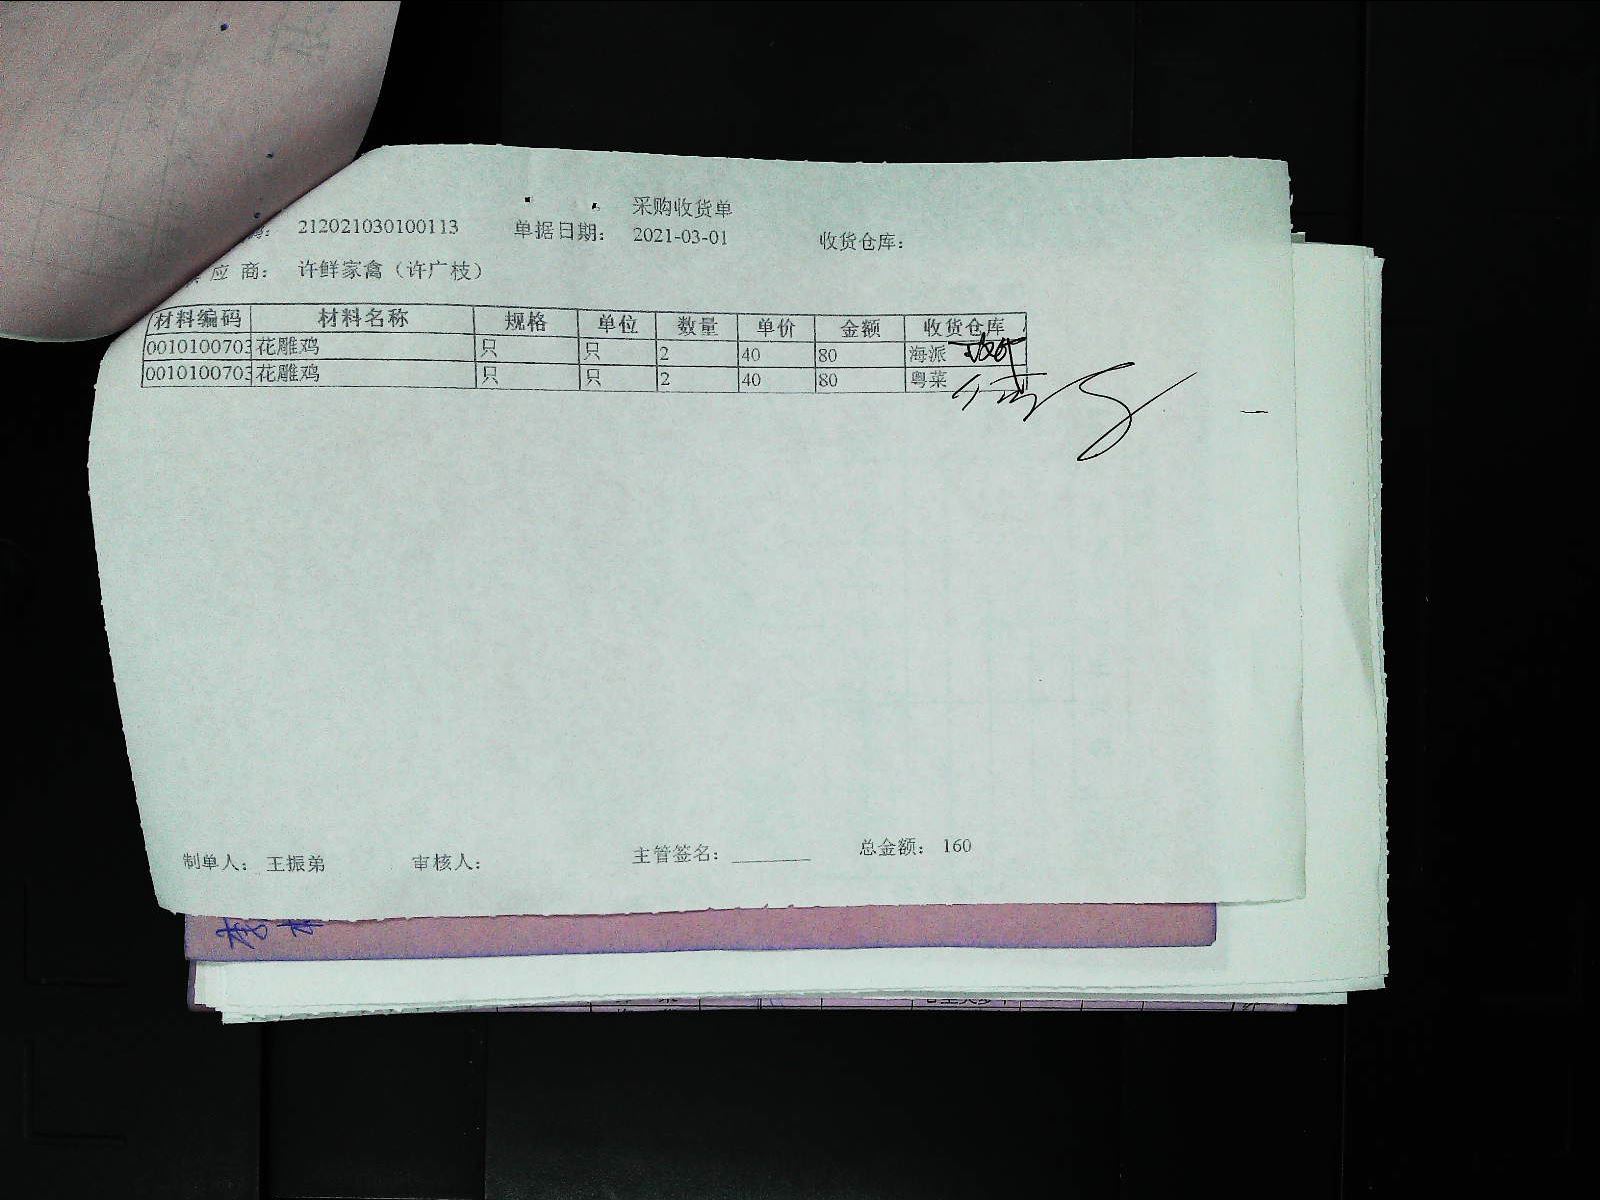 采购收货单
212021030100113 单据日期： 2021-03-01 收货仓库：
应 商： 许鲜家禽（许广枝）
材料编码 材料名称 规格 单位 数量 单价 金额 收货仓库
0010100703 花雕鸡 只 只 2 40 80 海派
0010100703 花雕鸡 只 只 2 40 80 粤菜
制单人： 王振弟 审核人： 主管签名： ________ 总金额： 160